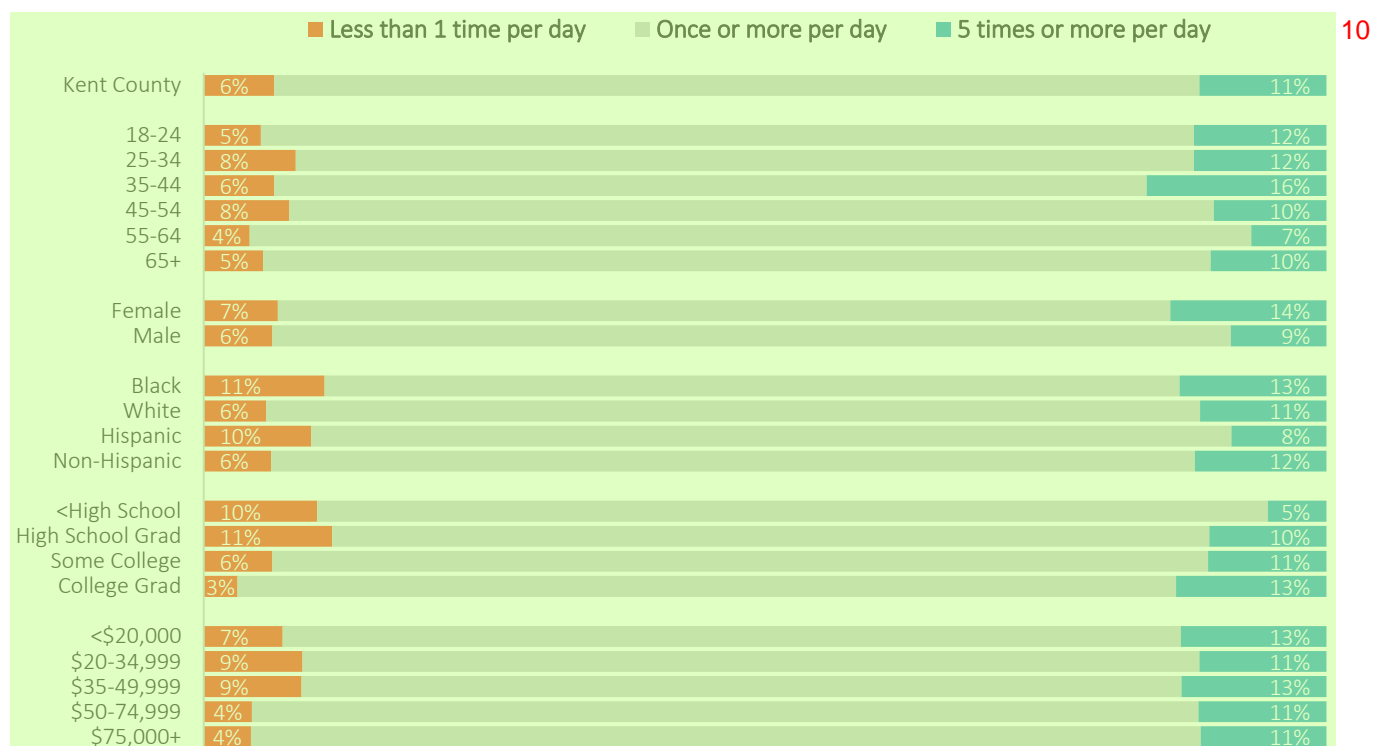 Less than 1 time per day Once or more per day 5 times or more per day 10
Kent County 6% 11%
18-24 5% 12%
25-34 8% 12%
35-44 6% 16%
45-54 8% 10%
55-64 4% 7%
65+ 5% 10%
Female 7% 14%
Male 6% 9%
Black 11% 13%
White 6% 11%
Hispanic 10% 8%
Non-Hispanic 6% 12%
<High School 10% 5%
High School Grad 11% 10%
Some College 6% 11%
College Grad 3% 13%
<$20,000 7% 13%
$20-34,999 9% 11%
$35-49,999 9% 13%
$50-74,999 4% 11%
$75,000+ 4% 11%